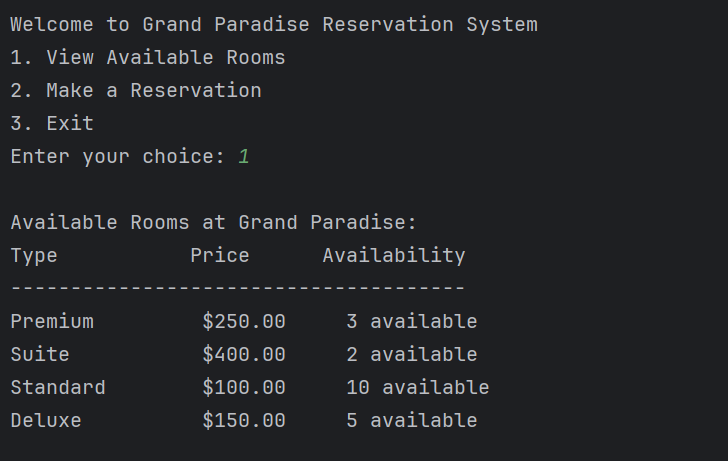 Welcome to Grand Paradise Reservation System
1. View Available Rooms
2. Make a Reservation
3. Exit
Enter your choice: 1
Available Rooms at Grand Paradise:
Type           Price      Availability
--------------------------------------
Premium         $250.00     3 available
Suite           $400.00     2 available
Standard        $100.00     10 available
Deluxe          $150.00     5 available